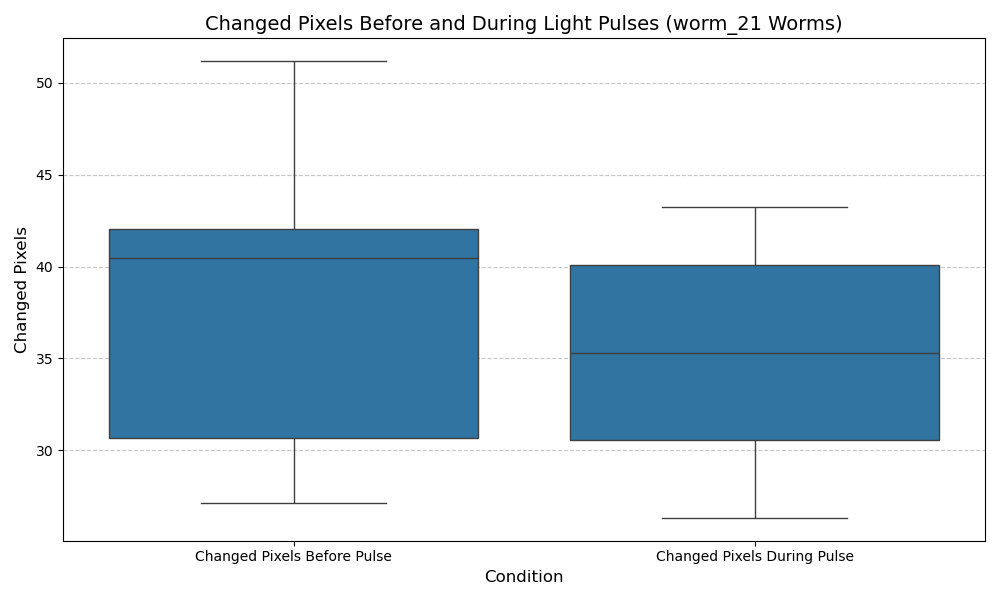 Changed Pixels Before and During Light Pulses (worm_21 Worms)
Changed Pixels
50
45
40
35
30
Changed Pixels Before Pulse
Changed Pixels During Pulse
Condition